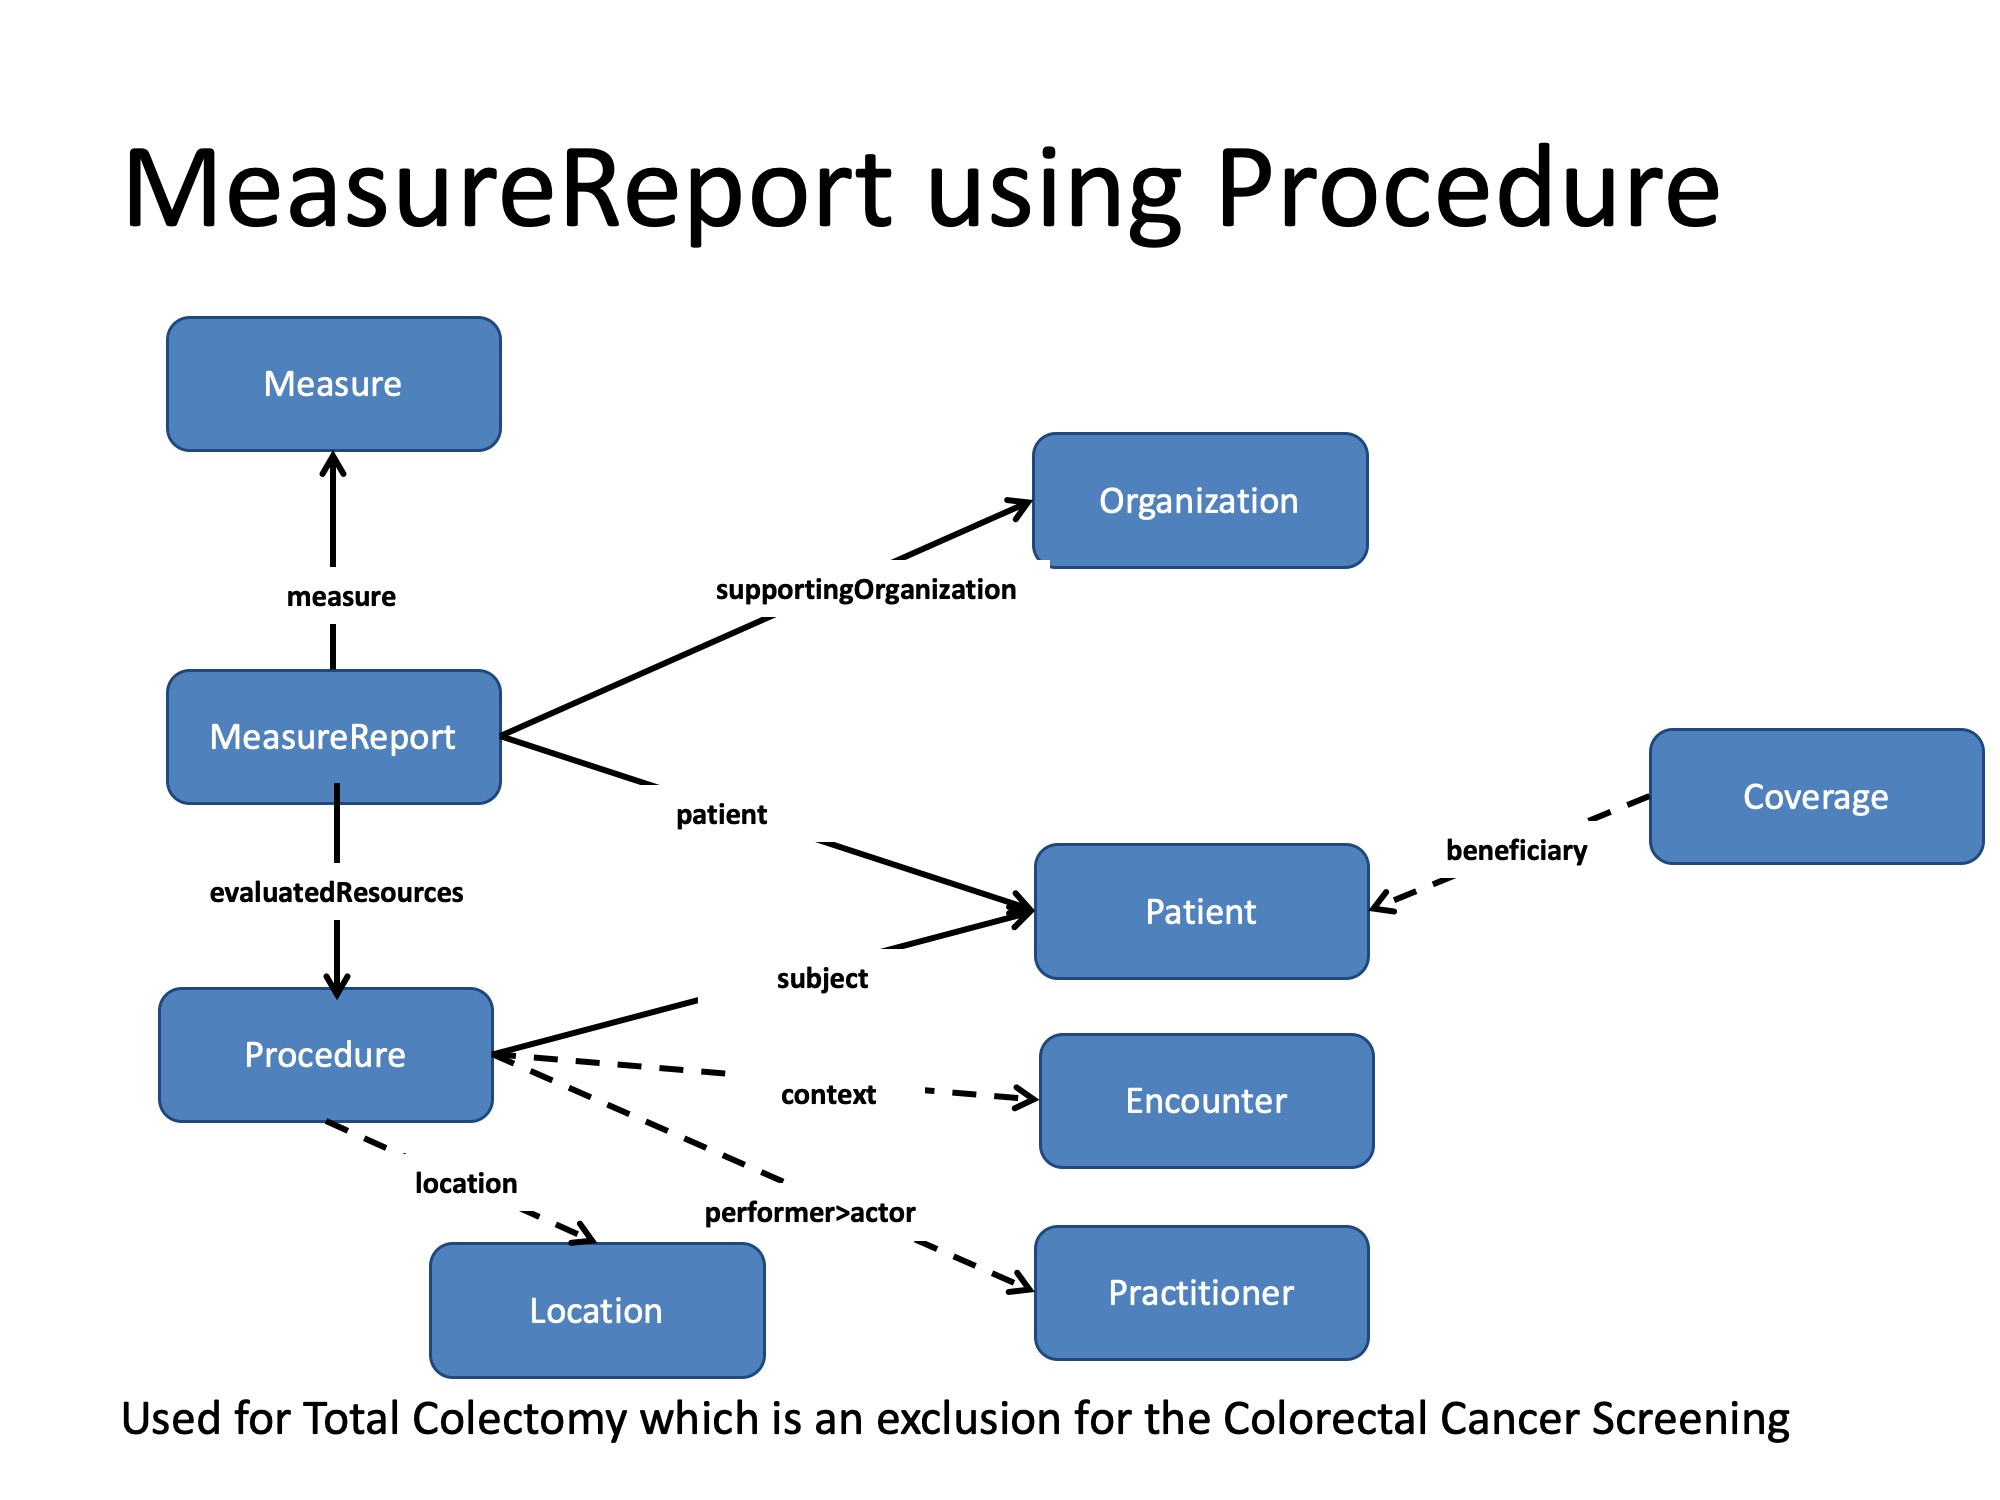 MeasureReport using Procedure
Measure
Organization
measure
supportingOrganization
MeasureReport
Coverage
patient
beneficiary
evaluatedResources
Patient
subject
Procedure
context
Encounter
location
performer>actor
Practitioner
Location
Used for Total Colectomy which is an exclusion for the Colorectal Cancer Screening